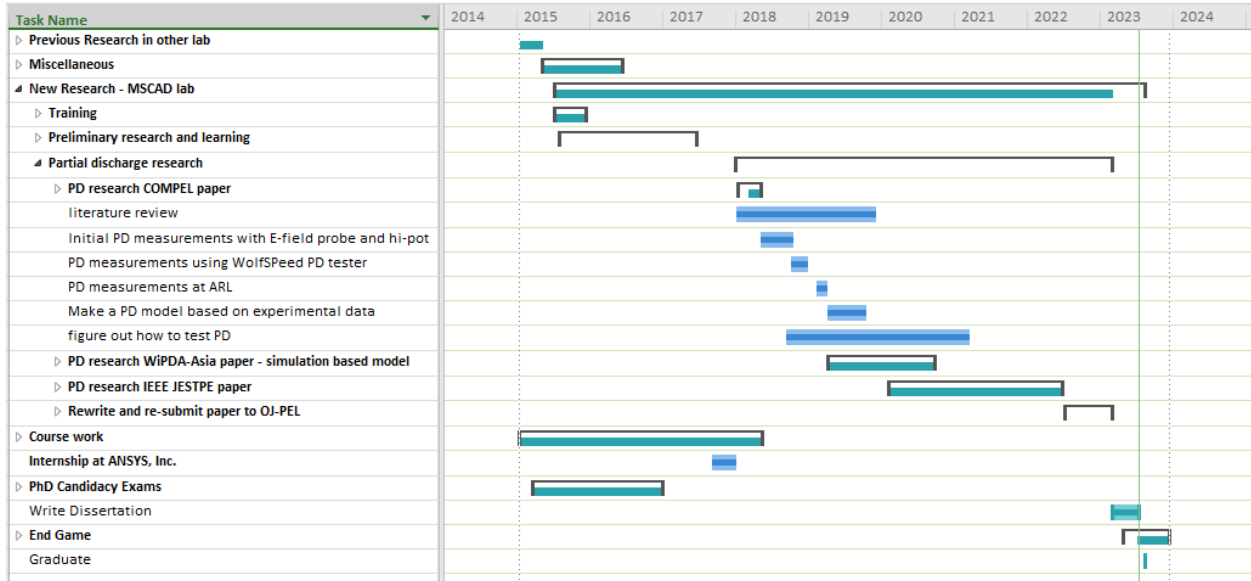 Task Name
2014 2015 2016 2017 2018 2019 2020 2021 2022 2023 2024
Previous Research in other lab
Miscellaneous
New Research - MSCAD lab
Training
Preliminary research and learning
Partial discharge research
PD research COMPEL paper
literature review
Initial PD measurements with E-field probe and hi-pot
PD measurements using WolfSPeed PD tester
PD measurements at ARL
Make a PD model based on experimental data
figure out how to test PD
PD research WiPDA-Asia paper - simulation based model
PD research IEEE JESTPE paper
Rewrite and re-submit paper to OJ-PEL
Course work
Internship at ANSYS, Inc.
PhD Candidacy Exams
Write Dissertation
End Game
Graduate